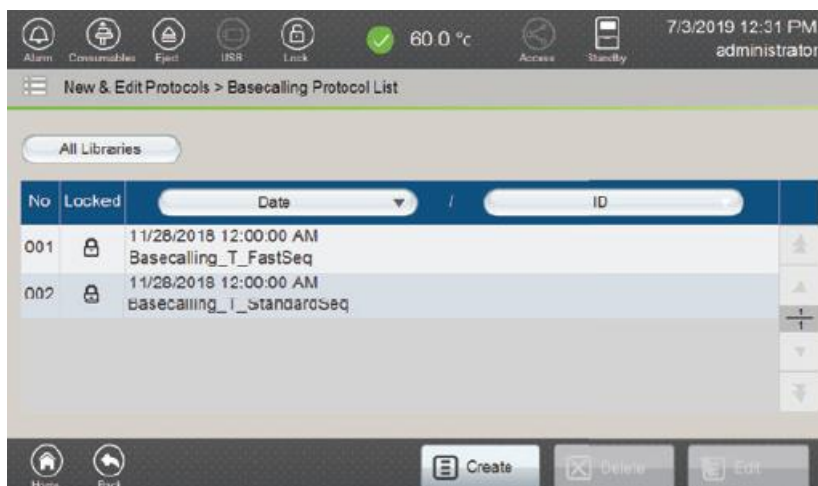 7/3/2019 12:31 PM
60.0 °c
administrator
Alarm
Consumables
Eject
USB
Lock
Access
Standby
New & Edit Protocols > Basecalling Protocol List
All Libraries
No
Locked
Date
/
ID
001
11/28/2018 12:00:00 AM
Basecalling_T_FastSeq
002
11/28/2018 12:00:00 AM
Basecalling_T_StandardSeq
1
1
Home
Back
Create
Delete
Edit